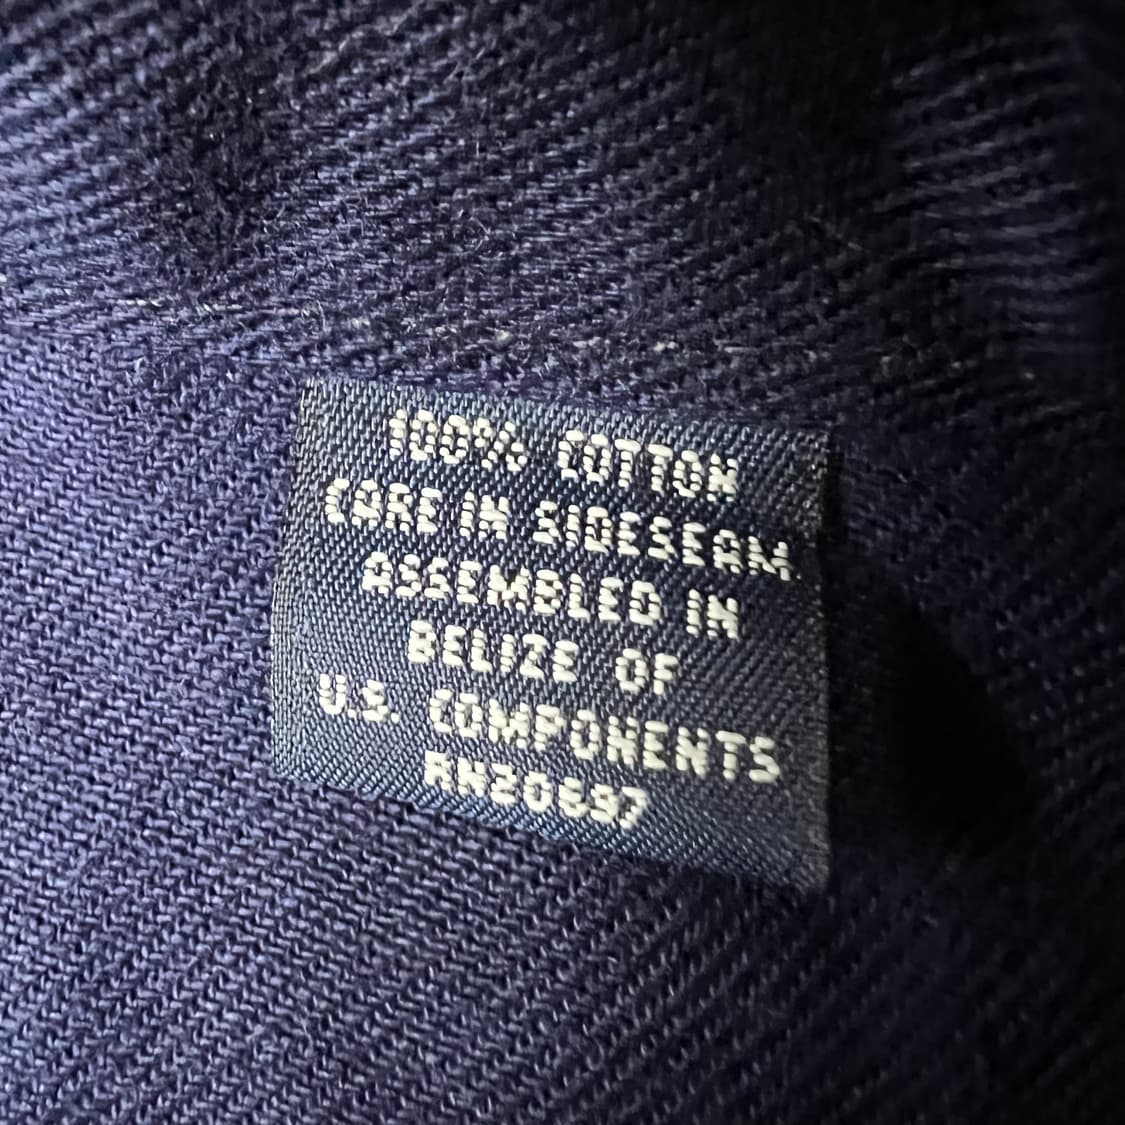 100% COTTON
CARE IN SIDESEAM
ASSEMBLED IN
BELIZE OF
U.S. COMPONENTS
RN20697